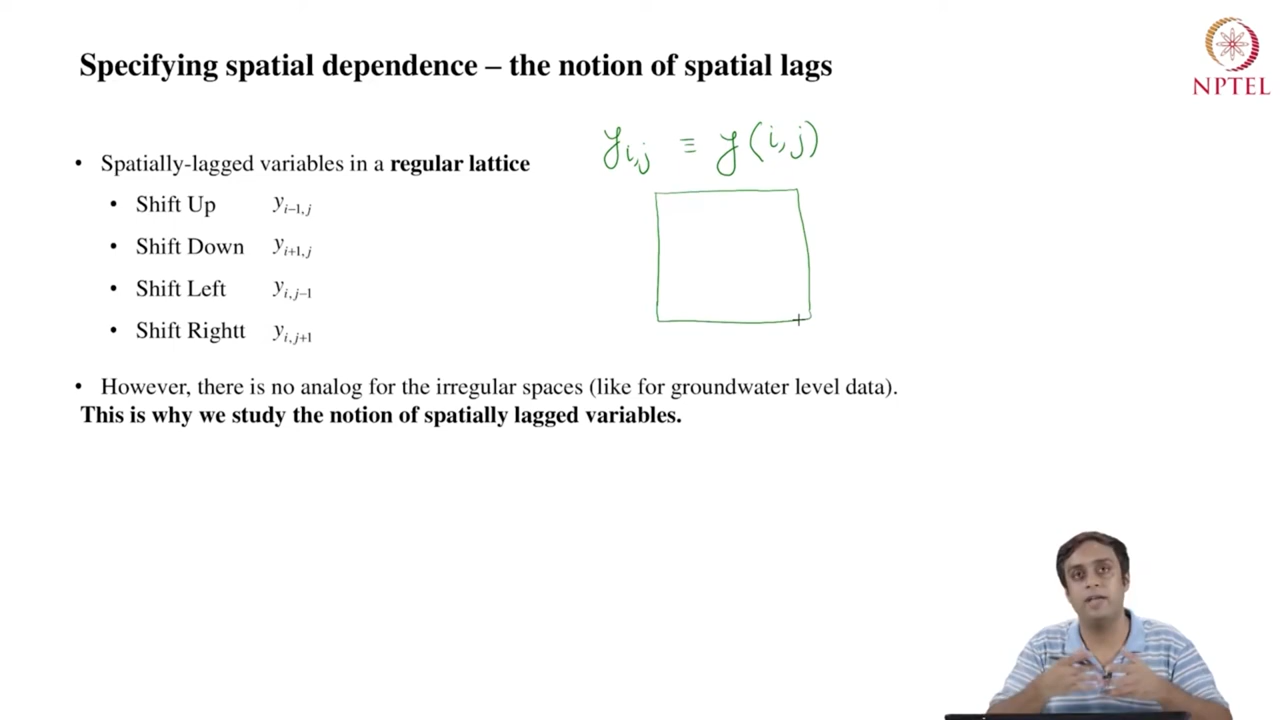 Specifying spatial dependence – the notion of spatial lags
NPTEL
y_{i,j} ≡ y(i,j)
• Spatially-lagged variables in a regular lattice
• Shift Up y_{i−1,j}
• Shift Down y_{i+1,j}
• Shift Left y_{i,j−1}
• Shift Rightt y_{i,j+1}
• However, there is no analog for the irregular spaces (like for groundwater level data).
This is why we study the notion of spatially lagged variables.